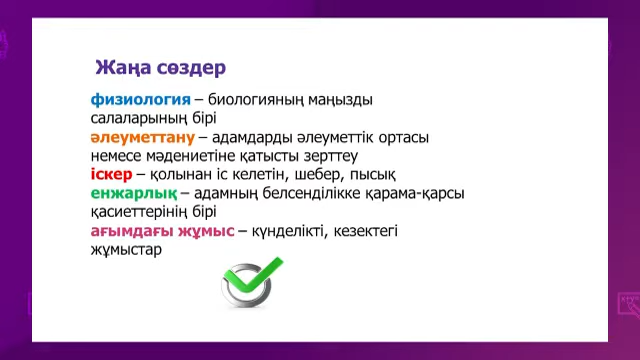 Жаңа сөздер
физиология – биологияның маңызды
салаларының бірі
әлеуметтану – адамдарды әлеуметтік ортасы
немесе мәдениетіне қатысты зерттеу
іскер – қолынан іс келетін, шебер, пысық
енжарлық – адамның белсенділікке қарама-қарсы
қасиеттерінің бірі
ағымдағы жұмыс – күнделікті, кезектегі
жұмыстар